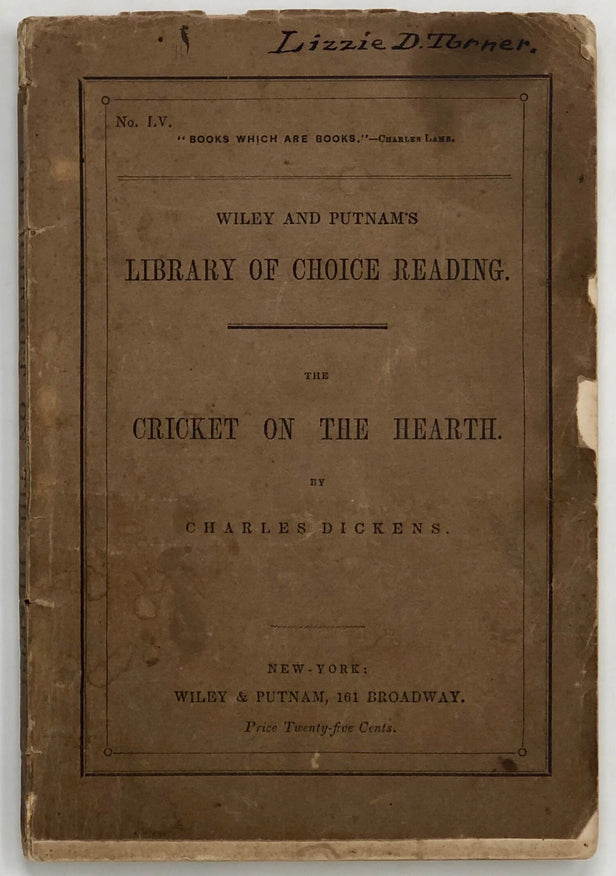 Lizzie D. Torner.
No. LV.
"BOOKS WHICH ARE BOOKS."—CHARLES LAMB.
WILEY AND PUTNAM'S
LIBRARY OF CHOICE READING.
THE
CRICKET ON THE HEARTH.
BY
CHARLES DICKENS.
NEW-YORK:
WILEY & PUTNAM, 161 BROADWAY.
Price Twenty-five Cents.